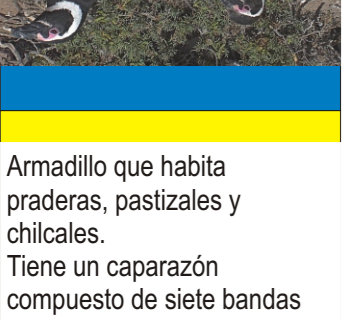 Armadillo que habita
praderas, pastizales y
chilcales.
Tiene un caparazón
compuesto de siete bandas